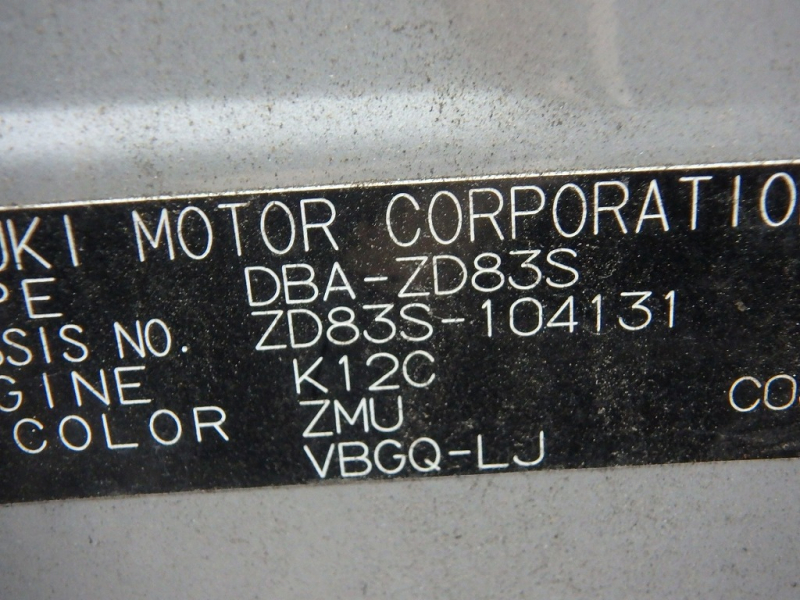 UKI MOTOR CORPORATIO
PE DBA-ZD83S
SSIS NO. ZD83S-104131
GINE K12C
COLOR ZMU CO
VBGQ-LJ